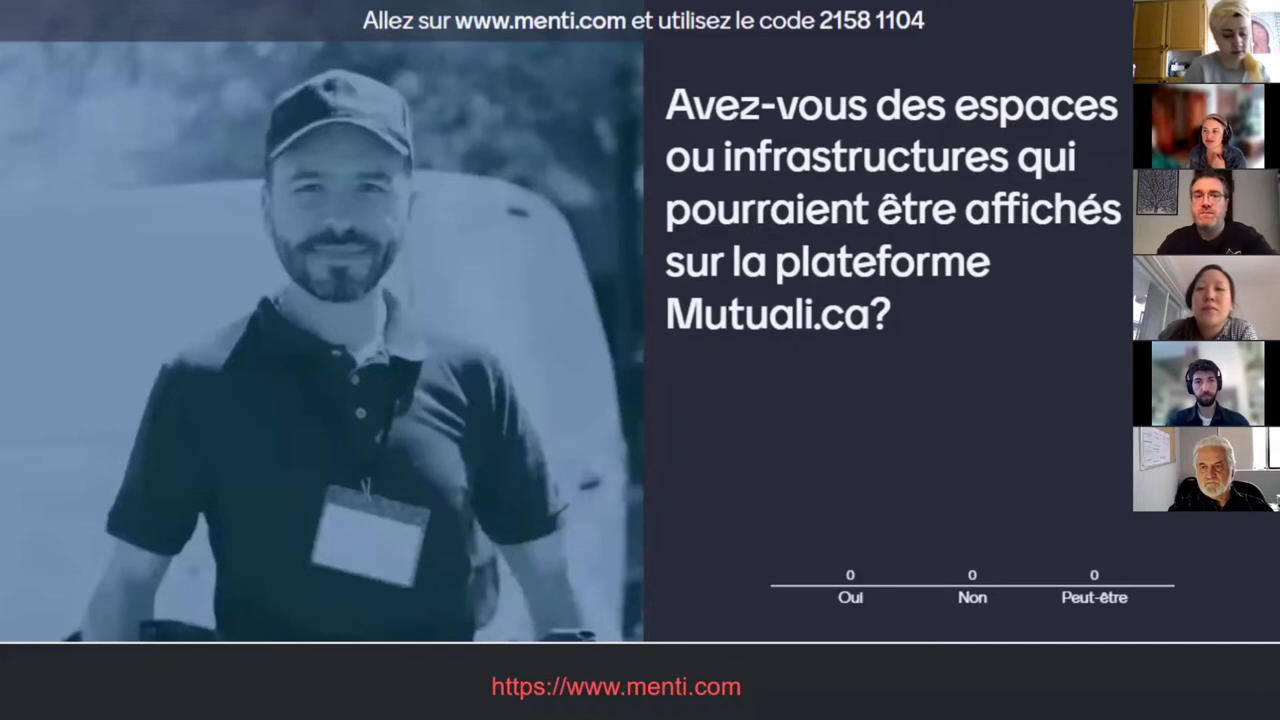 Allez sur www.menti.com et utilisez le code 2158 1104
Avez-vous des espaces
ou infrastructures qui
pourraient être affichés
sur la plateforme
Mutuali.ca?
0 0 0
Oui Non Peut-être
https://www.menti.com